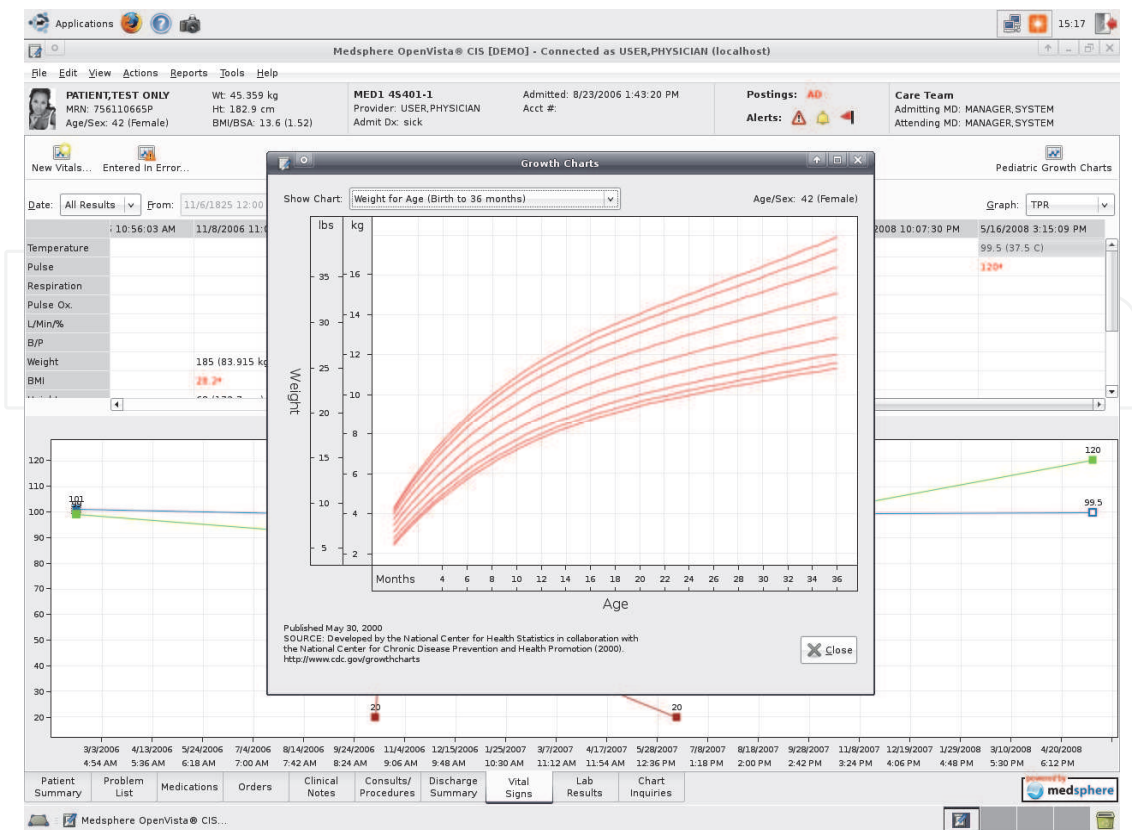 Applications 15:17
Medsphere OpenVista® CIS [DEMO] - Connected as USER,PHYSICIAN (localhost)
File Edit View Actions Reports Tools Help
PATIENT,TEST ONLY Wt: 45.359 kg MED1 4S401-1 Admitted: 8/23/2006 1:43:20 PM Postings: AD Care Team
MRN: 756110665P Ht: 182.9 cm Provider: USER,PHYSICIAN Acct #: Admitting MD: MANAGER,SYSTEM
Age/Sex: 42 (Female) BMI/BSA: 13.6 (1.52) Admit Dx: sick Alerts: Attending MD: MANAGER,SYSTEM
New Vitals... Entered In Error... Pediatric Growth Charts
Date: All Results From: 11/6/1825 12:00 Graph: TPR
10:56:03 AM 11/8/2006 2008 10:07:30 PM 5/16/2008 3:15:09 PM
Temperature 99.5 (37.5 C)
Pulse 120*
Respiration
Pulse Ox.
L/Min/%
B/P
Weight 185 (83.915 kg
BMI 28.2*
Growth Charts
Show Chart: Weight for Age (Birth to 36 months) Age/Sex: 42 (Female)
lbs kg
35 16
30
12
25
10
20
8
15
6
10
4
5
2
Weight
Months 4 6 8 10 12 14 16 18 20 22 24 26 28 30 32 34 36
Age
Published May 30, 2000
SOURCE: Developed by the National Center for Health Statistics in collaboration with
the National Center for Chronic Disease Prevention and Health Promotion (2000).
http://www.cdc.gov/growthcharts
Close
120
110
100
90
80
70
60
50
40
30
20
101
120
99.5
20 20
3/3/2006 4/13/2006 5/24/2006 7/4/2006 8/14/2006 9/24/2006 11/4/2006 12/15/2006 1/25/2007 3/7/2007 4/17/2007 5/28/2007 7/8/2007 8/18/2007 9/28/2007 11/8/2007 12/19/2007 1/29/2008 3/10/2008 4/20/2008
4:54 AM 5:36 AM 6:18 AM 7:00 AM 7:42 AM 8:24 AM 9:06 AM 9:48 AM 10:30 AM 11:12 AM 11:54 AM 12:36 PM 1:18 PM 2:00 PM 2:42 PM 3:24 PM 4:06 PM 4:48 PM 5:30 PM 6:12 PM
Patient Summary Problem List Medications Orders Clinical Notes Consults/ Procedures Discharge Summary Vital Signs Lab Results Chart Inquiries
powered by
medsphere
Medsphere OpenVista® CIS...